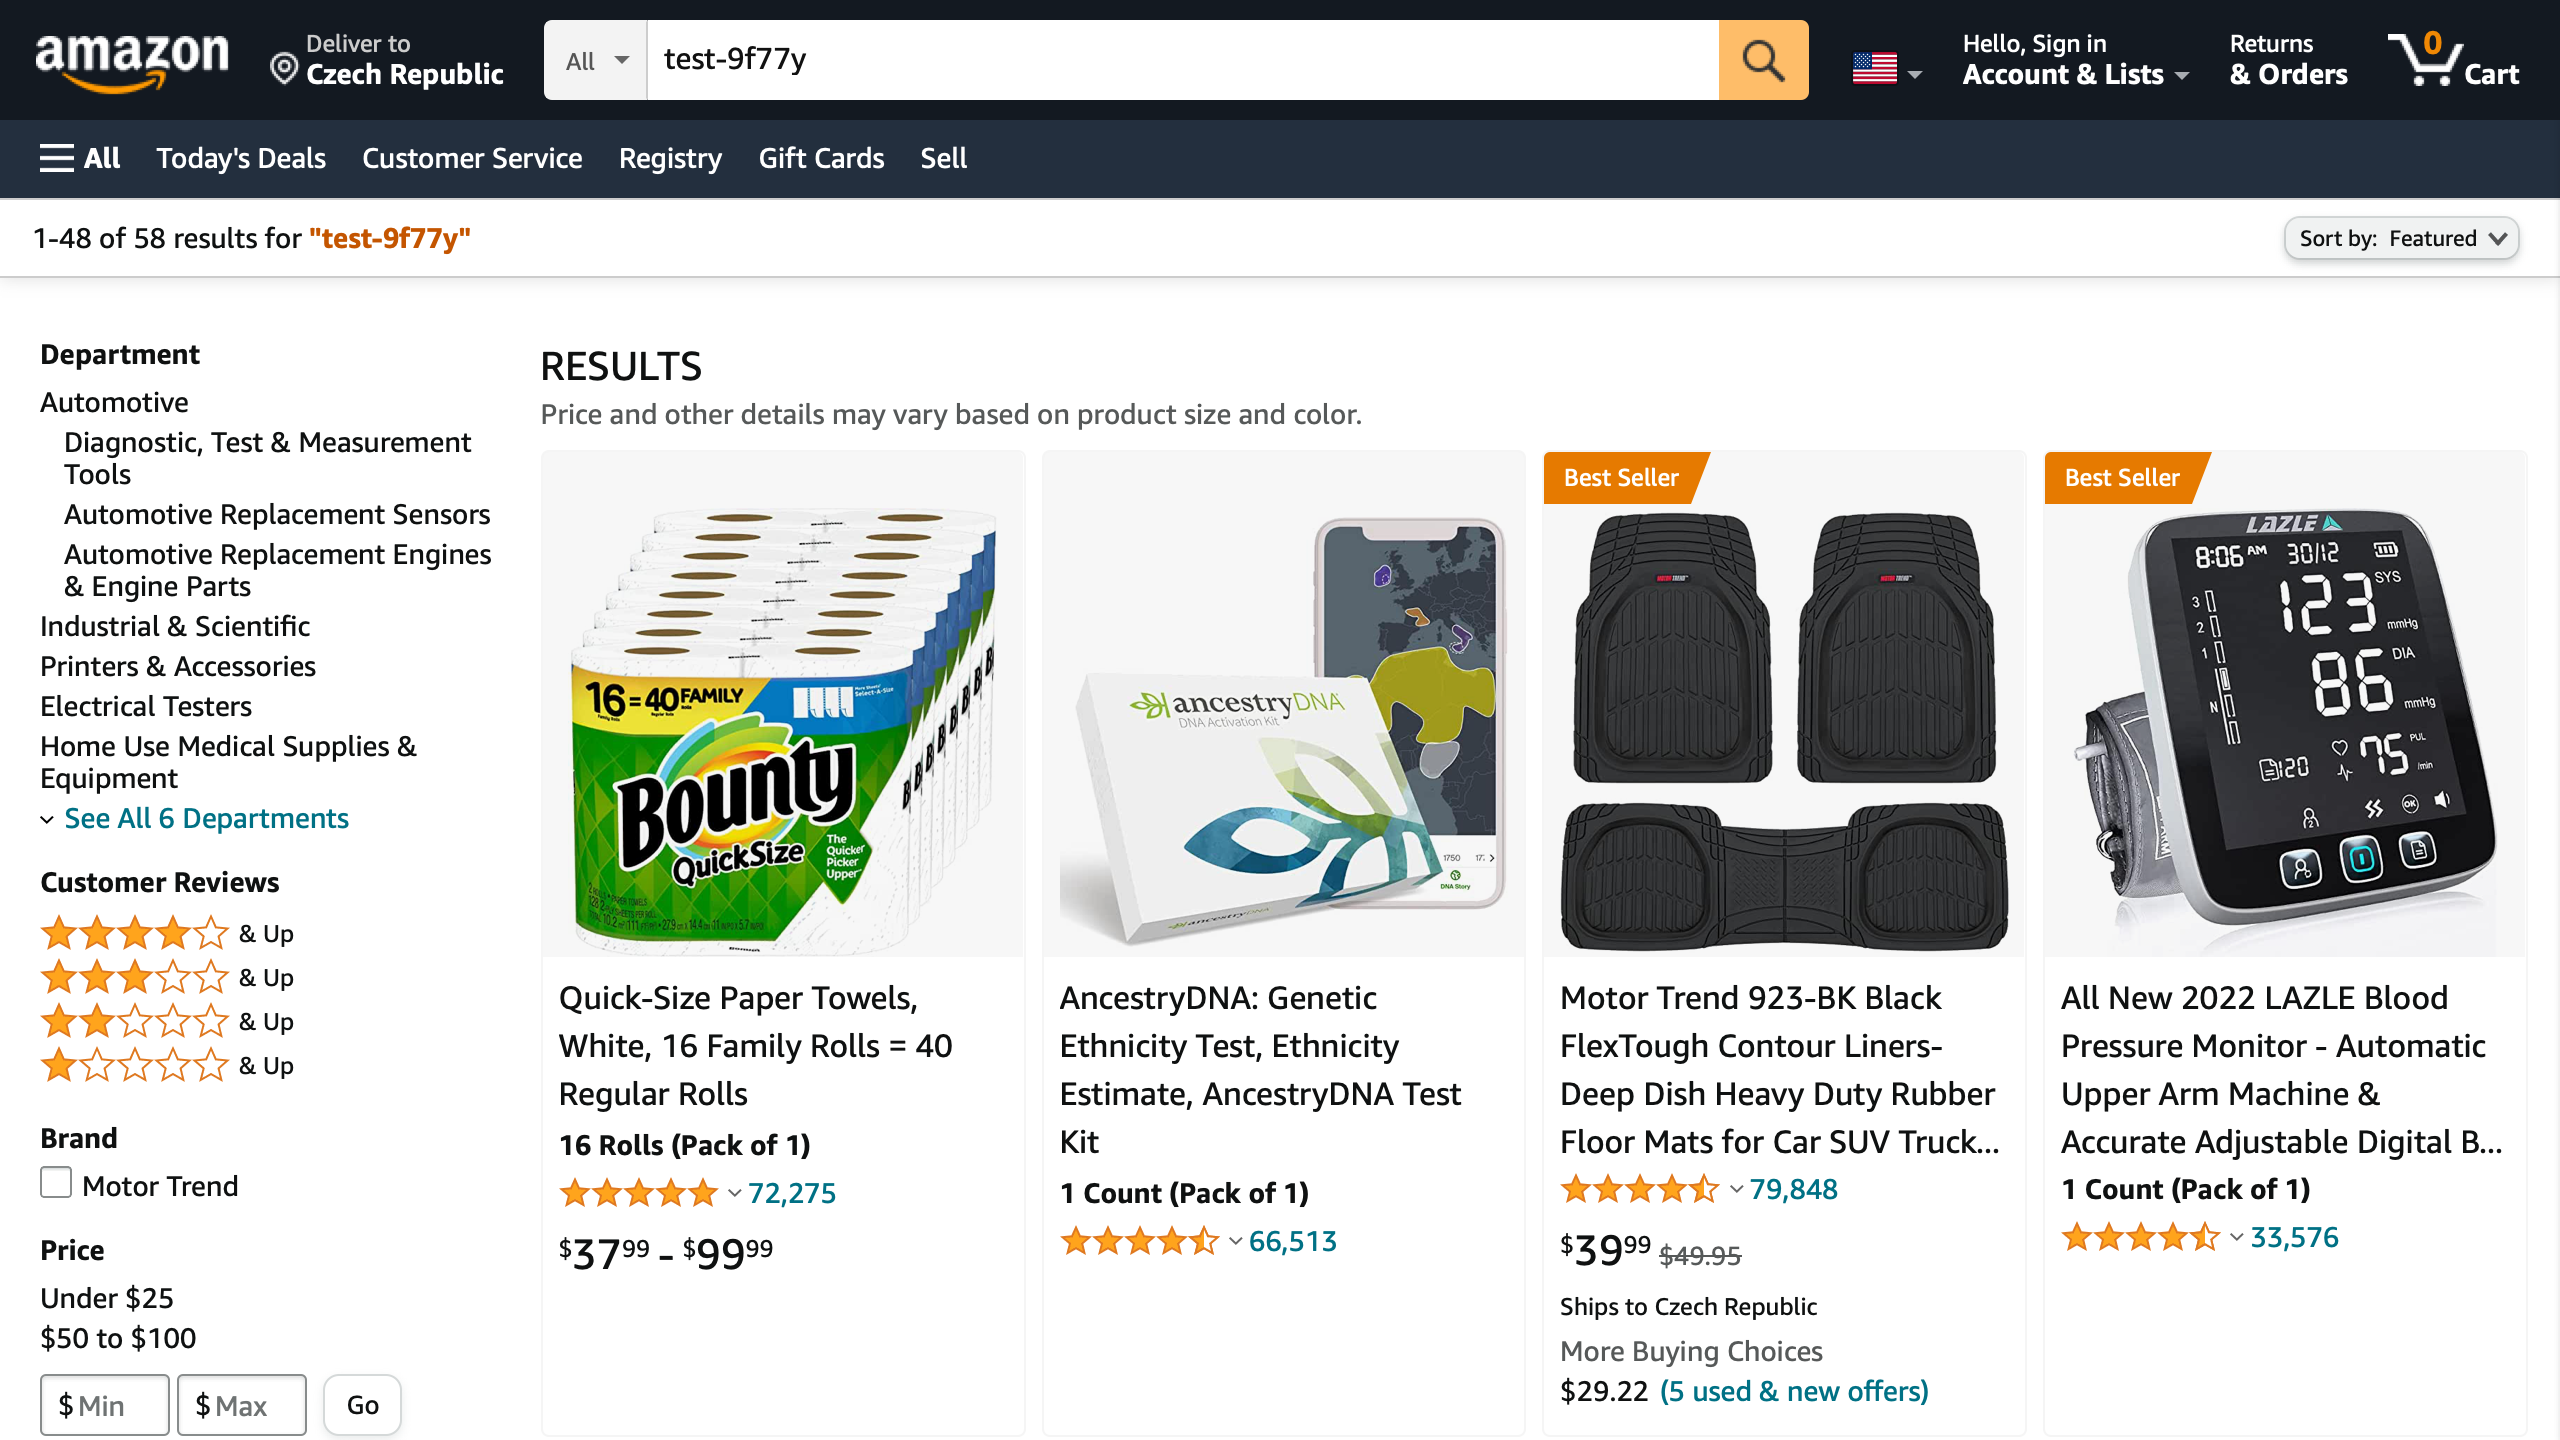 amazon
Deliver to
Czech Republic
All
test-9f77y
Hello, Sign in
Account & Lists
Returns
& Orders
0
Cart
All
Today's Deals
Customer Service
Registry
Gift Cards
Sell
1-48 of 58 results for "test-9f77y"
Sort by: Featured
Department
Automotive
Diagnostic, Test & Measurement
Tools
Automotive Replacement Sensors
Automotive Replacement Engines
& Engine Parts
Industrial & Scientific
Printers & Accessories
Electrical Testers
Home Use Medical Supplies &
Equipment
See All 6 Departments
Customer Reviews
& Up
& Up
& Up
& Up
Brand
Motor Trend
Price
Under $25
$50 to $100
$ Min
$ Max
Go
RESULTS
Price and other details may vary based on product size and color.
16=40 FAMILY
Bounty
QuickSize
The
Quicker
Picker
Upper
Quick-Size Paper Towels,
White, 16 Family Rolls = 40
Regular Rolls
16 Rolls (Pack of 1)
72,275
$37.99 - $99.99
ancestryDNA
DNA Activation Kit
1750
DNA Story
AncestryDNA: Genetic
Ethnicity Test, Ethnicity
Estimate, AncestryDNA Test
Kit
1 Count (Pack of 1)
66,513
Best Seller
Motor Trend 923-BK Black
FlexTough Contour Liners-
Deep Dish Heavy Duty Rubber
Floor Mats for Car SUV Truck...
79,848
$39.99 $49.95
Ships to Czech Republic
More Buying Choices
$29.22 (5 used & new offers)
Best Seller
LAZLE
8:06 AM 30/12
123 SYS
mmHg
3
2
1
N
86 DIA
mmHg
120
75 PUL
/min
OK
All New 2022 LAZLE Blood
Pressure Monitor - Automatic
Upper Arm Machine &
Accurate Adjustable Digital B...
1 Count (Pack of 1)
33,576